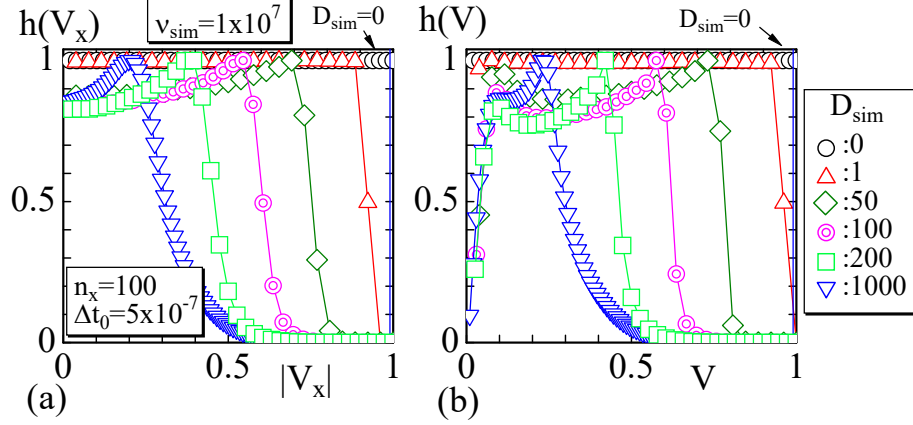 h(V_x)
ν_sim=1x10^7
D_sim=0
1
0.5
0
n_x=100
Δt_0=5x10^-7
0
0.5
1
|V_x|
(a)
h(V)
D_sim=0
1
0.5
0
0
0.5
1
V
(b)
D_sim
:0
:1
:50
:100
:200
:1000